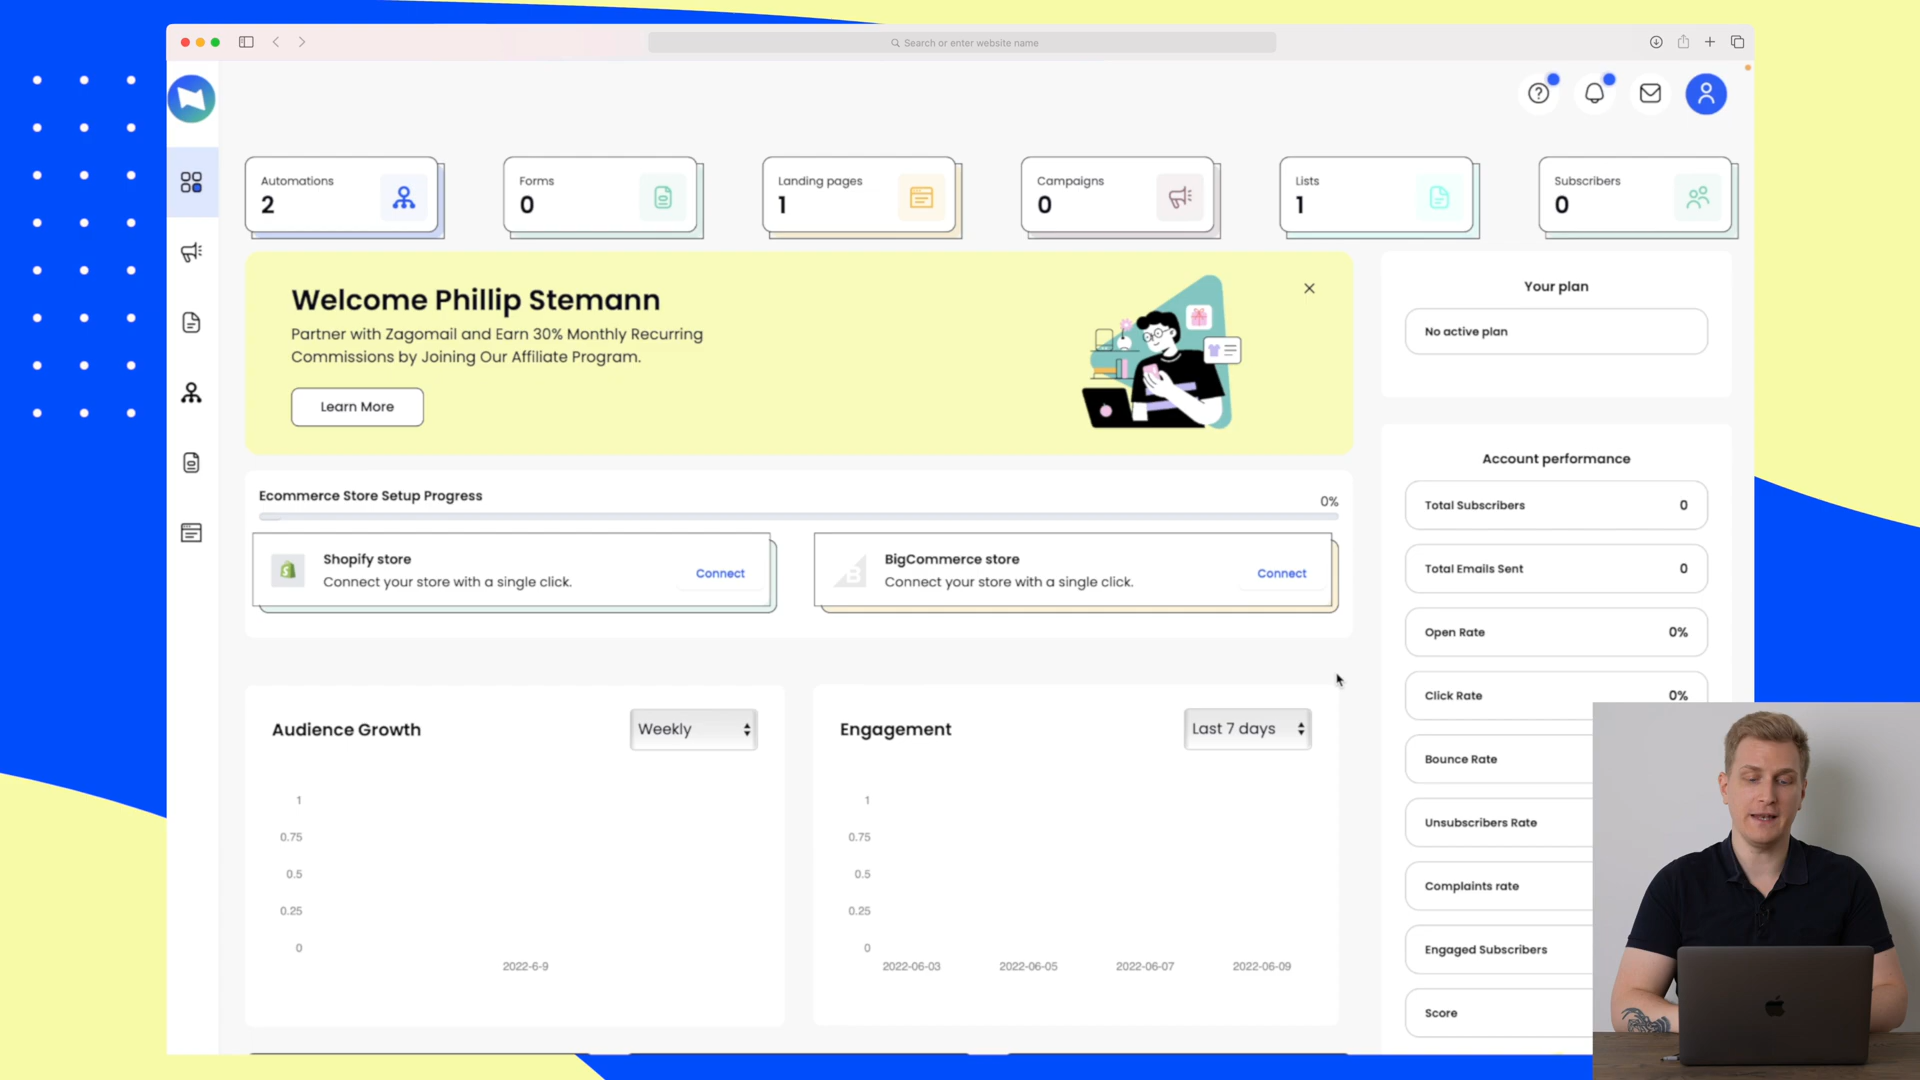 Search or enter website name
Automations
2
Forms
0
Landing pages
1
Campaigns
0
Lists
1
Subscribers
0
Welcome Phillip Stemann
Partner with Zagomail and Earn 30% Monthly Recurring
Commissions by Joining Our Affiliate Program.
Learn More
Your plan
No active plan
Ecommerce Store Setup Progress
0%
Shopify store
Connect your store with a single click.
Connect
BigCommerce store
Connect your store with a single click.
Connect
Account performance
Total Subscribers 0
Total Emails Sent 0
Open Rate 0%
Click Rate 0%
Bounce Rate
Unsubscribers Rate
Complaints rate
Engaged Subscribers
Score
Audience Growth
Weekly
1
0.75
0.5
0.25
0
2022-6-9
Engagement
Last 7 days
1
0.75
0.5
0.25
0
2022-06-03 2022-06-05 2022-06-07 2022-06-09